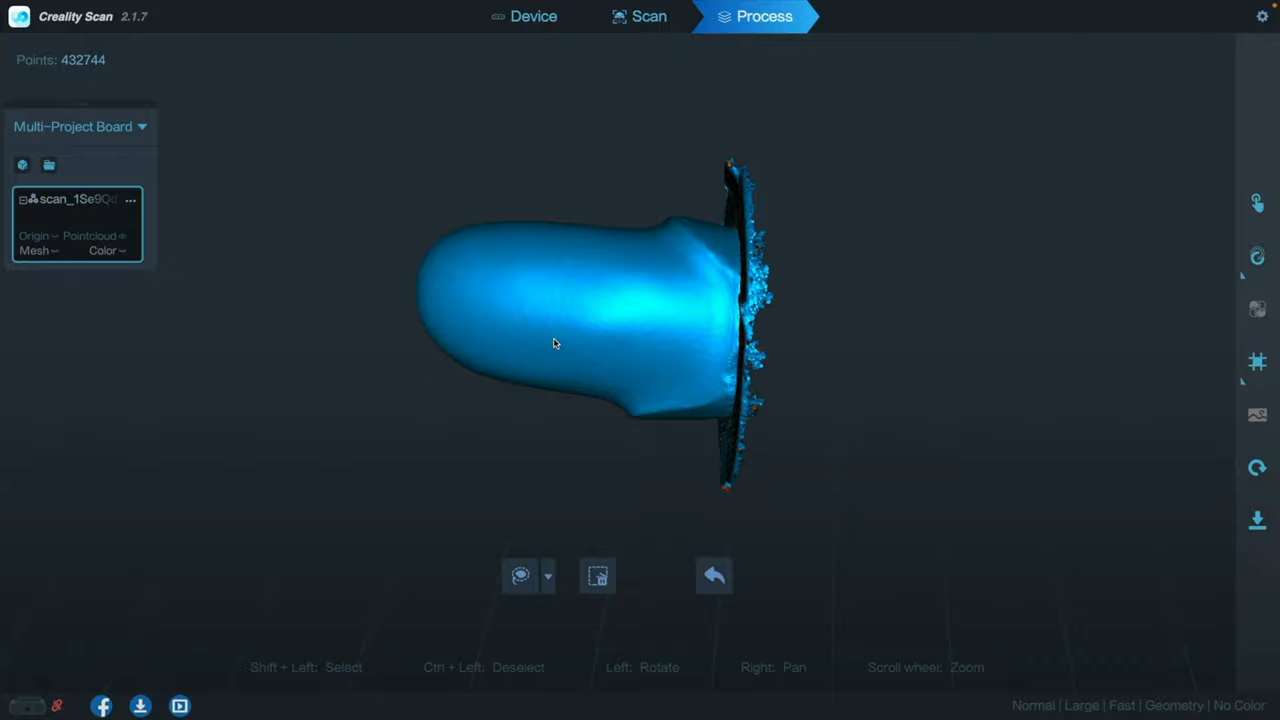 Creality Scan 2.1.7
Device
Scan
Process
Points: 432744
Multi-Project Board
scan_1Se9Qd
Origin
Pointcloud
Mesh
Color
Shift + Left: Select
Ctrl + Left: Deselect
Left: Rotate
Right: Pan
Scroll wheel: Zoom
Normal | Large | Fast | Geometry | No Color